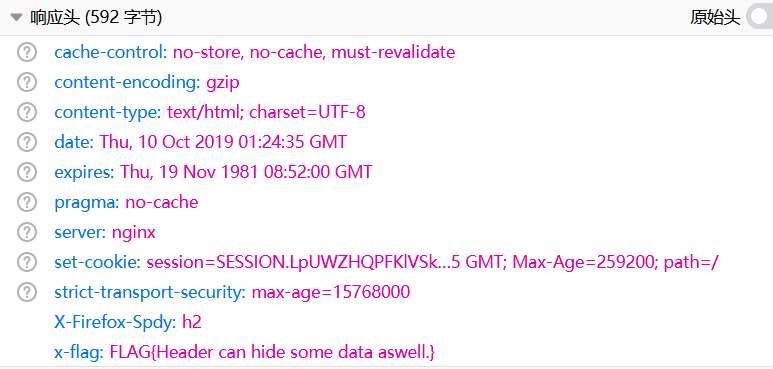 响应头 (592 字节) 原始头
cache-control: no-store, no-cache, must-revalidate
content-encoding: gzip
content-type: text/html; charset=UTF-8
date: Thu, 10 Oct 2019 01:24:35 GMT
expires: Thu, 19 Nov 1981 08:52:00 GMT
pragma: no-cache
server: nginx
set-cookie: session=SESSION.LpUWZHQPFKlVSk...5 GMT; Max-Age=259200; path=/
strict-transport-security: max-age=15768000
X-Firefox-Spdy: h2
x-flag: FLAG{Header can hide some data aswell.}